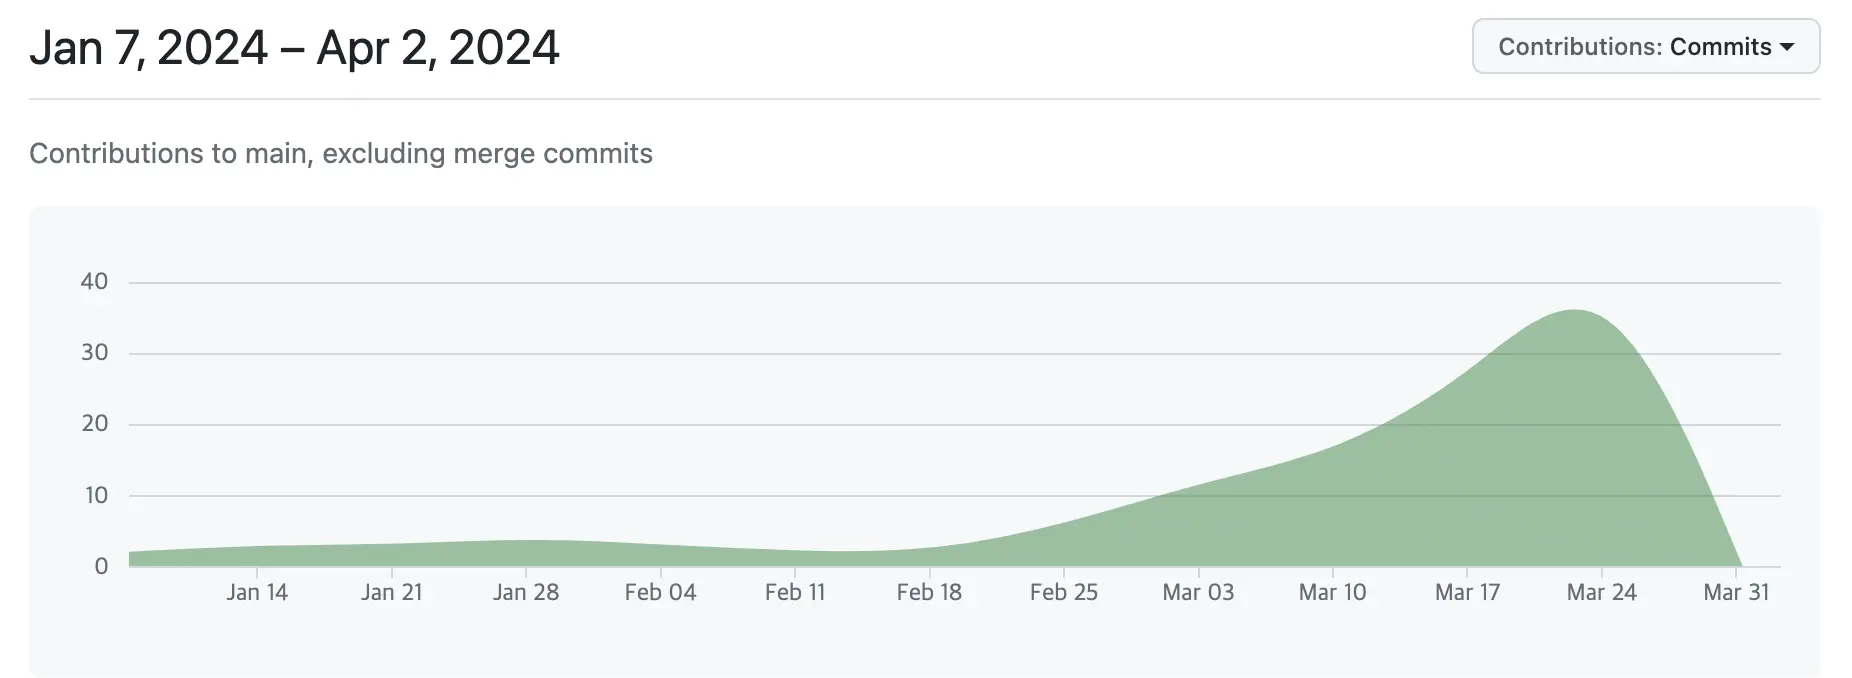 Jan 7, 2024 – Apr 2, 2024
Contributions: Commits
Contributions to main, excluding merge commits
40
30
20
10
0
Jan 14 Jan 21 Jan 28 Feb 04 Feb 11 Feb 18 Feb 25 Mar 03 Mar 10 Mar 17 Mar 24 Mar 31